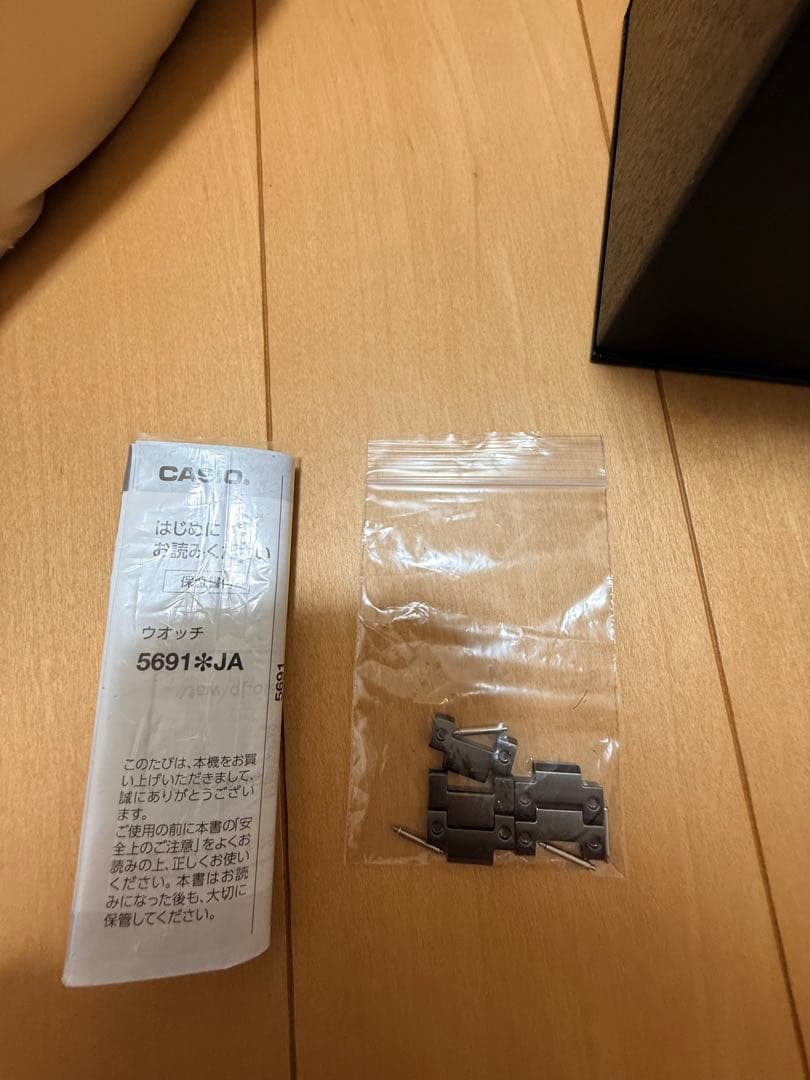 CASIO
はじめに
お読みください
ウオッチ
5691✻JA
5691
このたびは、本機をお買
い上げいただきまして、
誠にありがとうござい
ます。
ご使用の前に本書の「安
全上のご注意」をよくお
読みの上、正しくお使い
ください。本書はお読
みになった後も、大切に
保管してください。